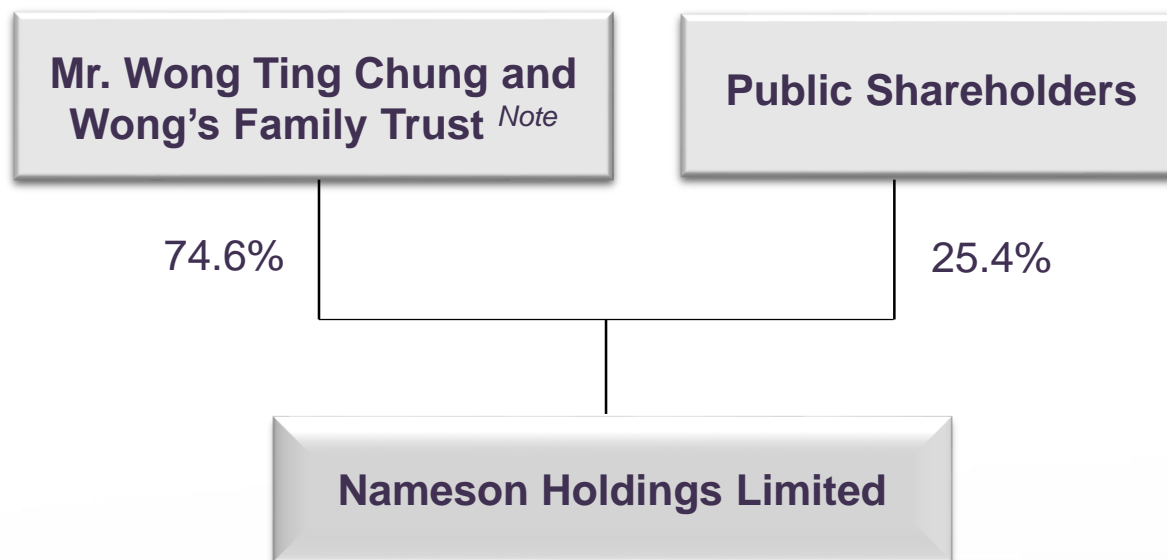 Mr. Wong Ting Chung and
Wong’s Family Trust Note
Public Shareholders
74.6%
25.4%
Nameson Holdings Limited